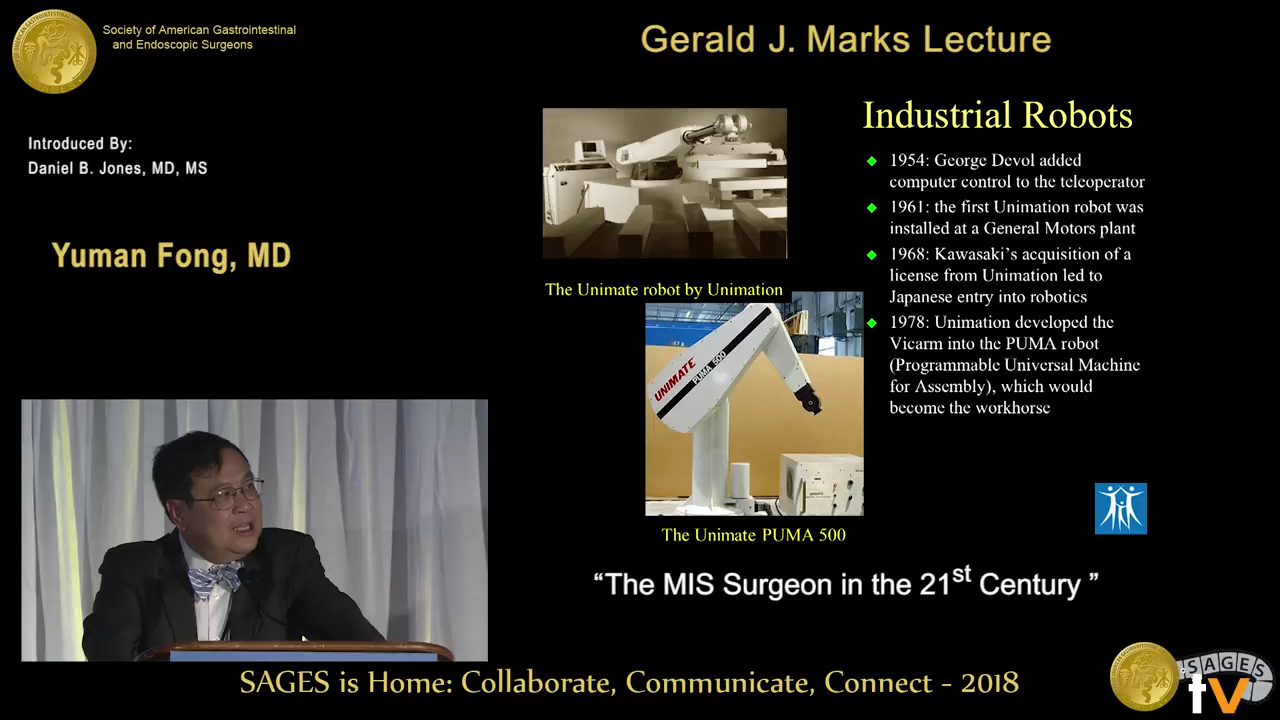 Society of American Gastrointestinal
and Endoscopic Surgeons
Gerald J. Marks Lecture
Introduced By:
Daniel B. Jones, MD, MS
Yuman Fong, MD
Industrial Robots
1954: George Devol added
computer control to the teleoperator
1961: the first Unimation robot was
installed at a General Motors plant
1968: Kawasaki's acquisition of a
license from Unimation led to
Japanese entry into robotics
1978: Unimation developed the
Vicarm into the PUMA robot
(Programmable Universal Machine
for Assembly), which would
become the workhorse
The Unimate robot by Unimation
UNIMATE
PUMA 500
The Unimate PUMA 500
“The MIS Surgeon in the 21st Century ”
SAGES is Home: Collaborate, Communicate, Connect - 2018
SAGES
tv